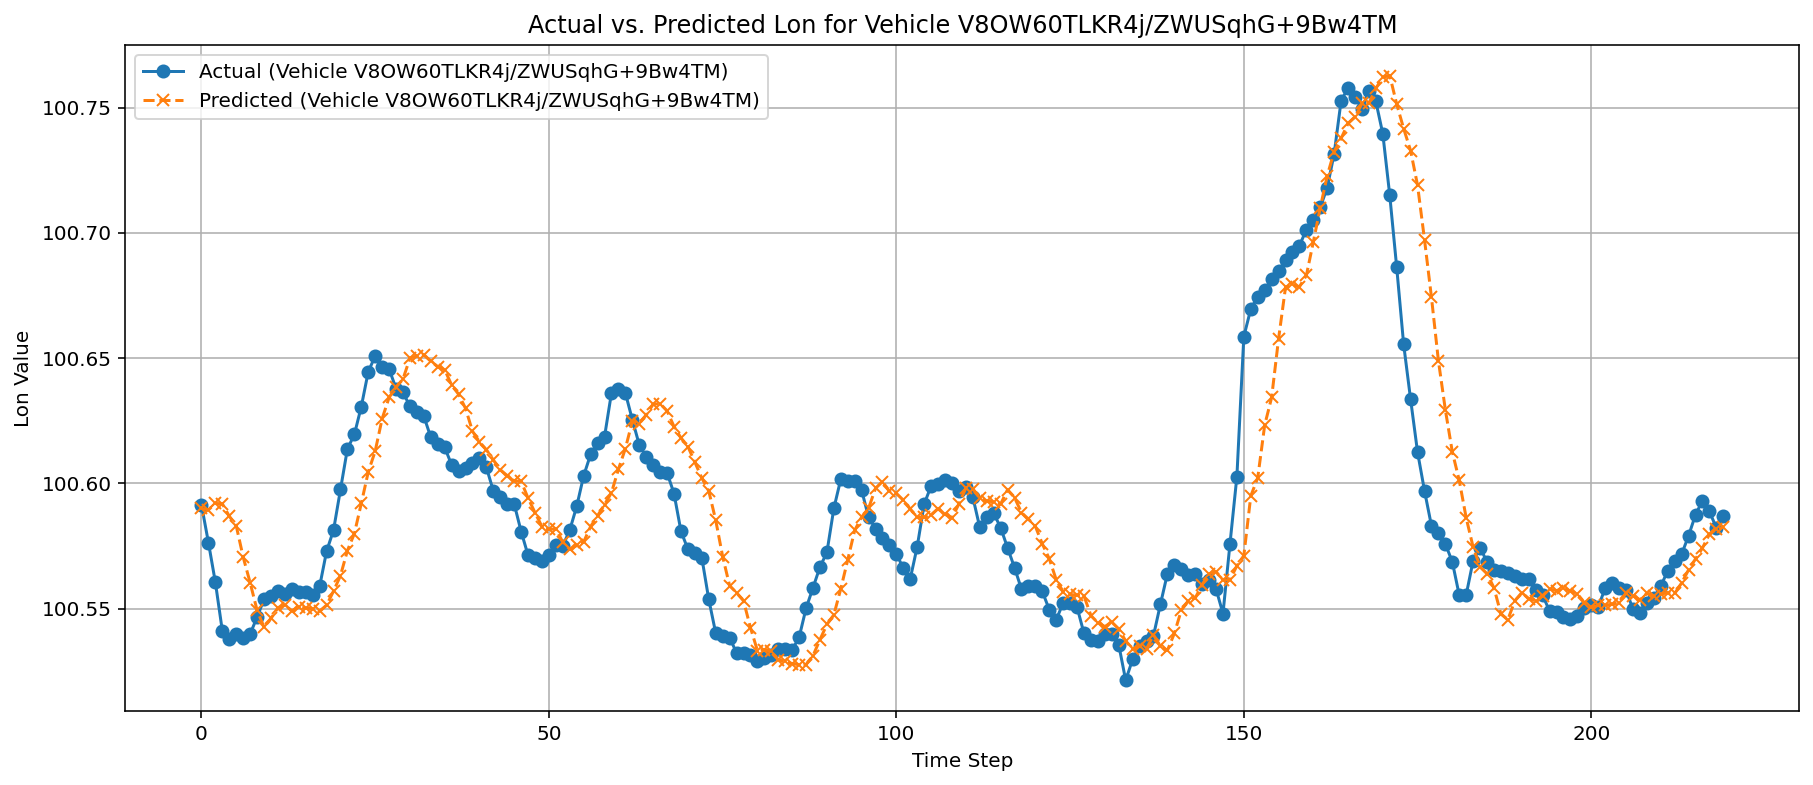 Actual vs. Predicted Lon for Vehicle V8OW60TLKR4j/ZWUSqhG+9Bw4TM
Actual (Vehicle V8OW60TLKR4j/ZWUSqhG+9Bw4TM)
Predicted (Vehicle V8OW60TLKR4j/ZWUSqhG+9Bw4TM)
Lon Value
100.75
100.70
100.65
100.60
100.55
0 50 100 150 200
Time Step